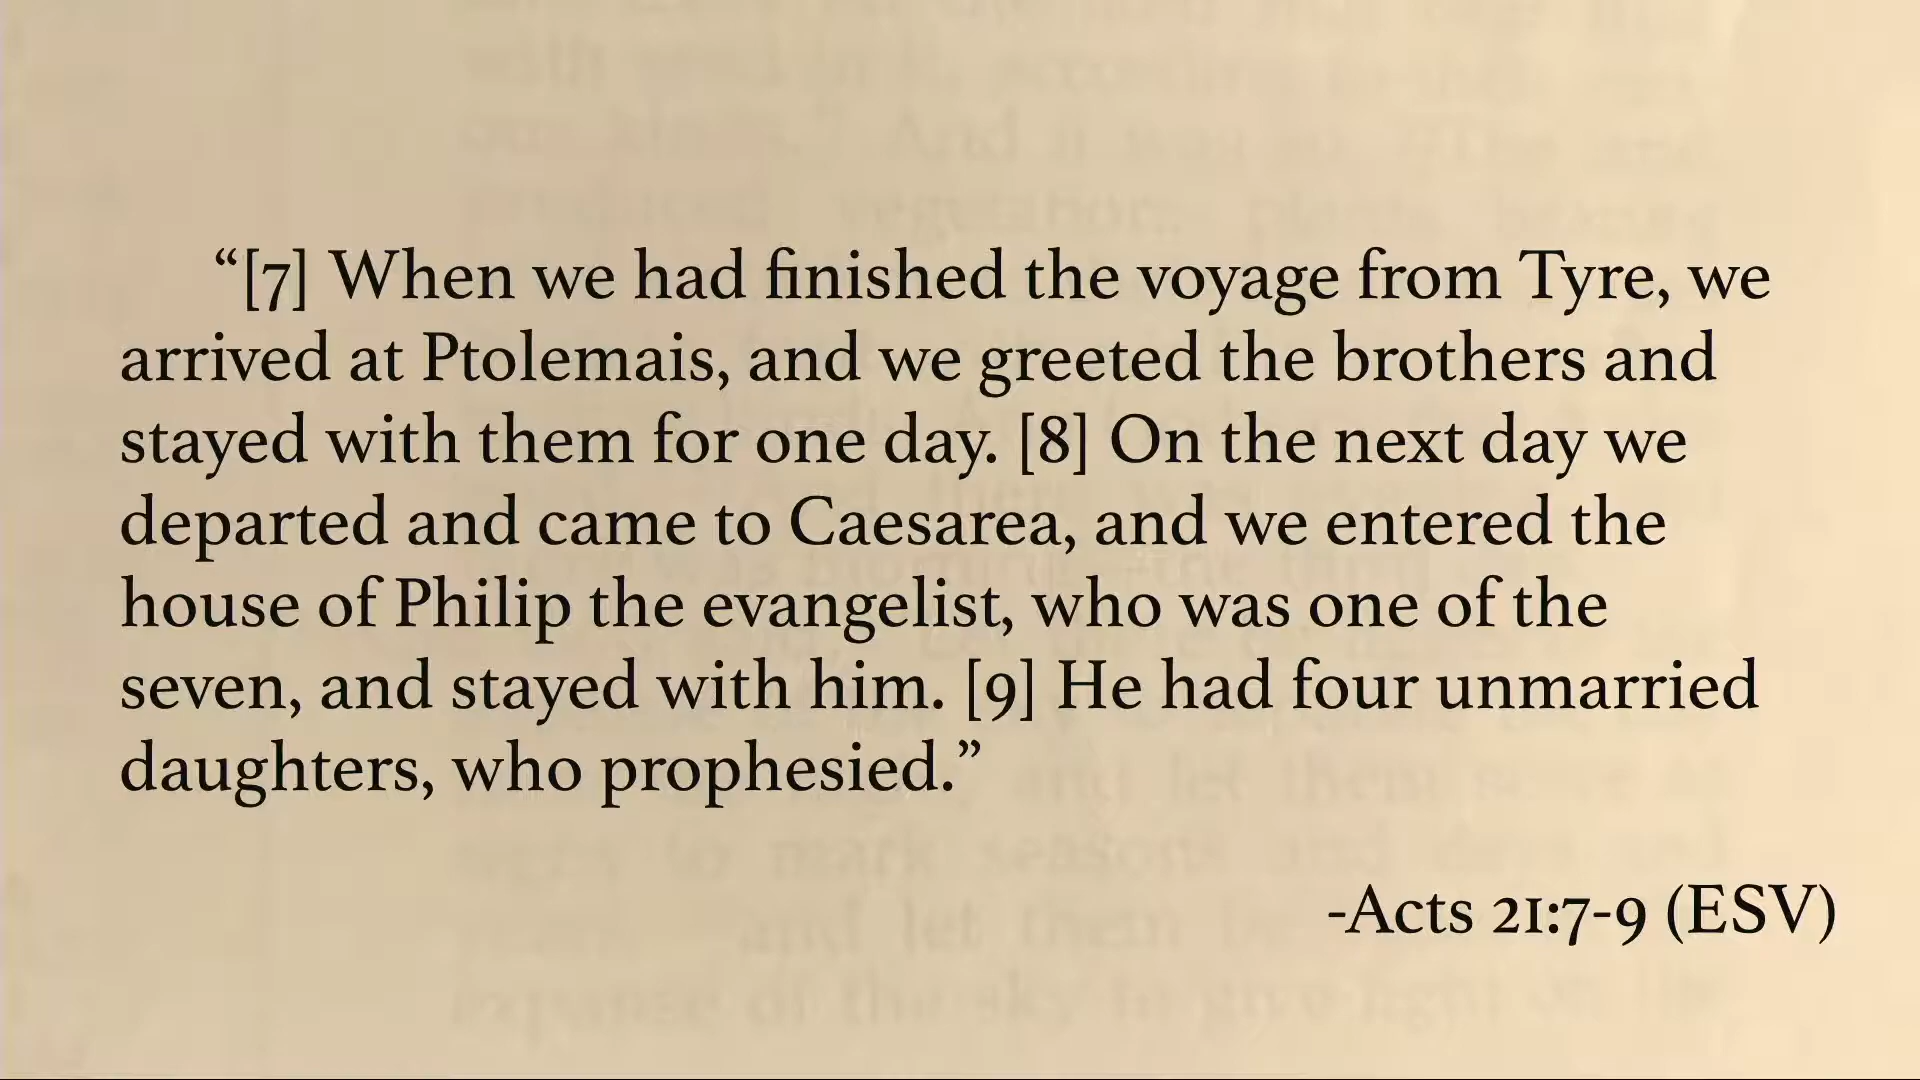 “[7] When we had finished the voyage from Tyre, we
arrived at Ptolemais, and we greeted the brothers and
stayed with them for one day. [8] On the next day we
departed and came to Caesarea, and we entered the
house of Philip the evangelist, who was one of the
seven, and stayed with him. [9] He had four unmarried
daughters, who prophesied.”
-Acts 21:7-9 (ESV)